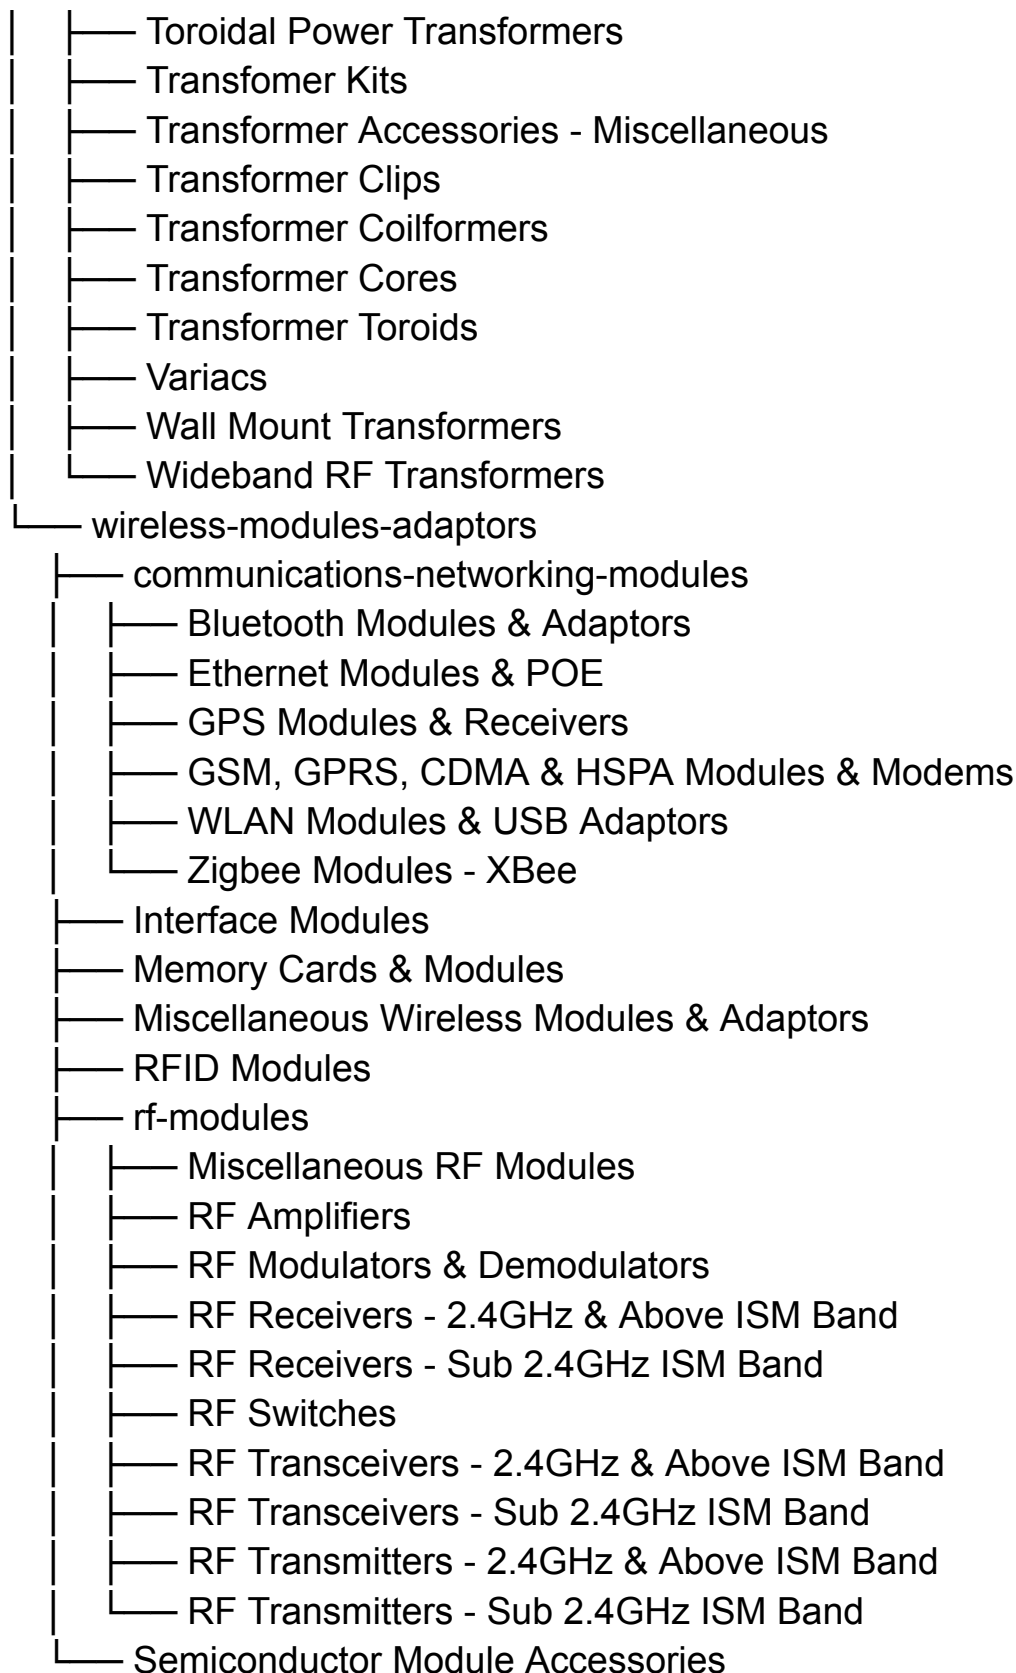 Toroidal Power Transformers
Transfomer Kits
Transformer Accessories - Miscellaneous
Transformer Clips
Transformer Coilformers
Transformer Cores
Transformer Toroids
Variacs
Wall Mount Transformers
Wideband RF Transformers
wireless-modules-adaptors
communications-networking-modules
Bluetooth Modules & Adaptors
Ethernet Modules & POE
GPS Modules & Receivers
GSM, GPRS, CDMA & HSPA Modules & Modems
WLAN Modules & USB Adaptors
Zigbee Modules - XBee
Interface Modules
Memory Cards & Modules
Miscellaneous Wireless Modules & Adaptors
RFID Modules
rf-modules
Miscellaneous RF Modules
RF Amplifiers
RF Modulators & Demodulators
RF Receivers - 2.4GHz & Above ISM Band
RF Receivers - Sub 2.4GHz ISM Band
RF Switches
RF Transceivers - 2.4GHz & Above ISM Band
RF Transceivers - Sub 2.4GHz ISM Band
RF Transmitters - 2.4GHz & Above ISM Band
RF Transmitters - Sub 2.4GHz ISM Band
Semiconductor Module Accessories